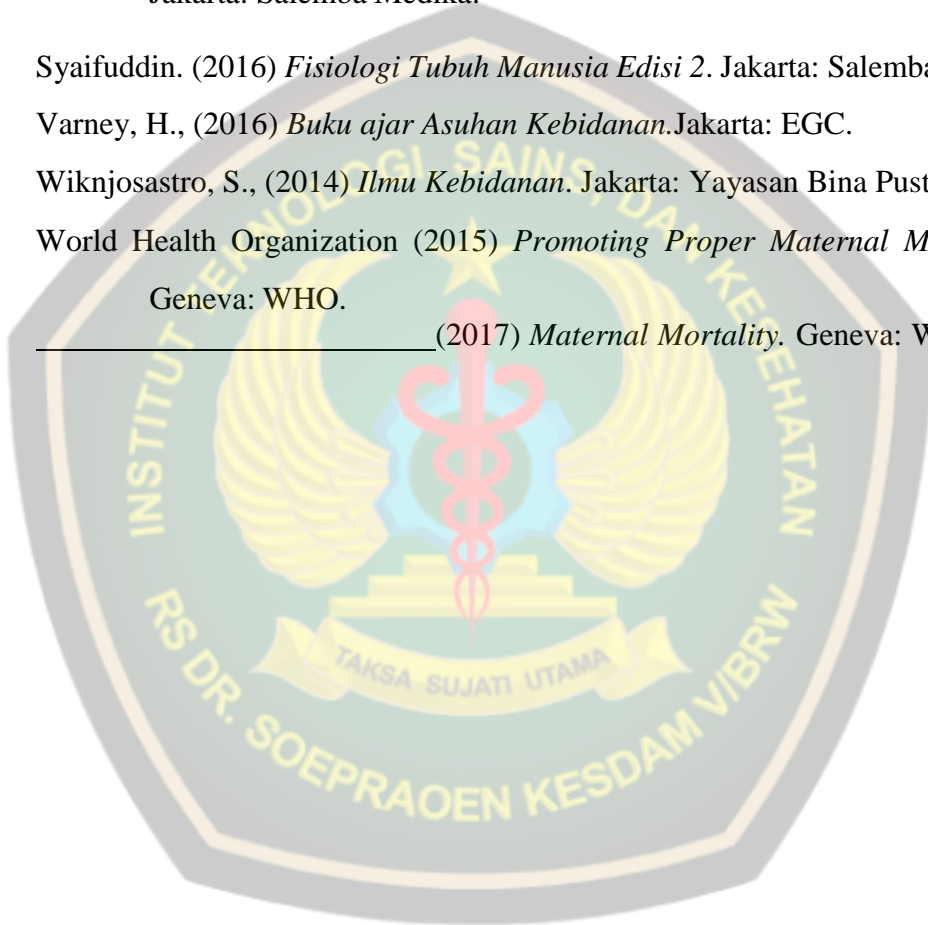 Jakarta: Salemba Medika.
Syaifuddin. (2016) Fisiologi Tubuh Manusia Edisi 2. Jakarta: Salemba
Varney, H., (2016) Buku ajar Asuhan Kebidanan.Jakarta: EGC.
Wiknjosastro, S., (2014) Ilmu Kebidanan. Jakarta: Yayasan Bina Pust
World Health Organization (2015) Promoting Proper Maternal M
Geneva: WHO.
(2017) Maternal Mortality. Geneva: W
INSTITUT TEKNOLOGI SAINS, DAN KESEHATAN
TAKSA SUJATI UTAMA
RS DR. SOEPRAOEN KESDAM V/BRW